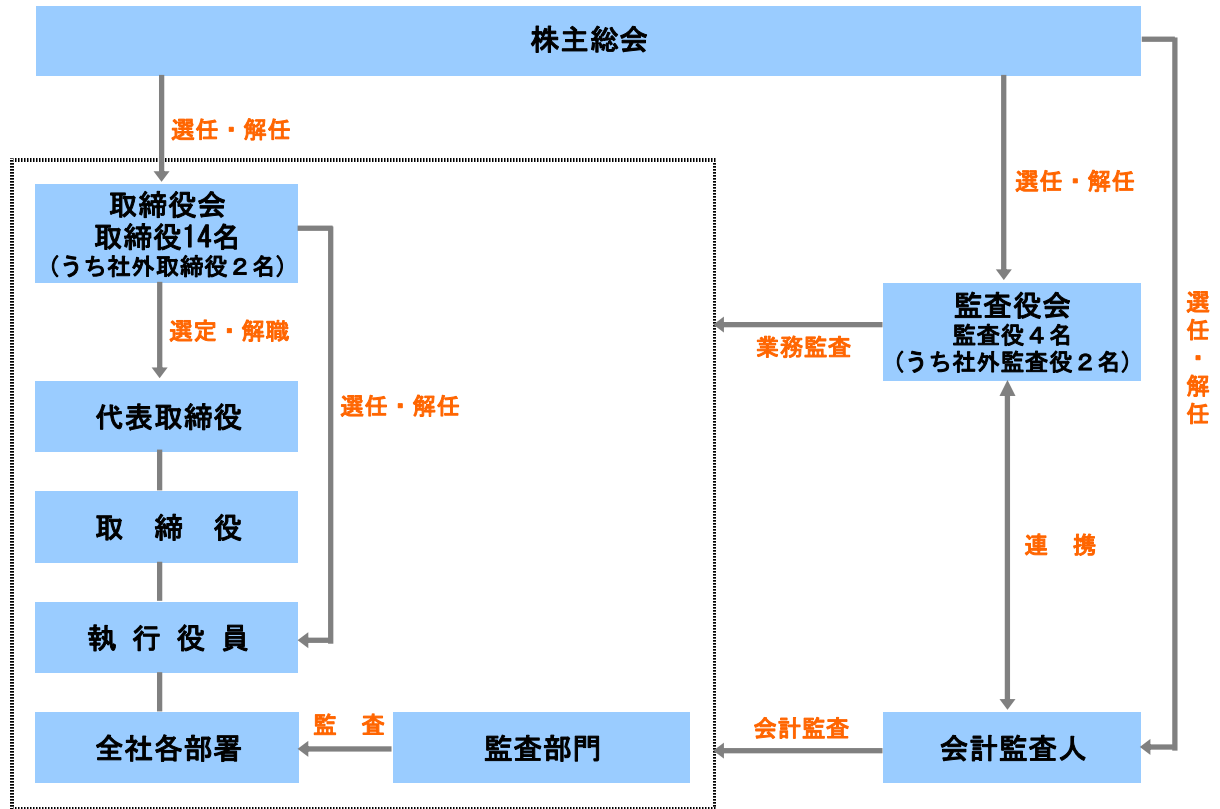 株主総会
選任・解任
選任・解任
選任・解任
取締役会
取締役14名
（うち社外取締役２名）
選定・解職
選任・解任
代表取締役
取　締　役
執 行 役 員
全社各部署
監　査
監査部門
業務監査
監査役会
監査役４名
（うち社外監査役２名）
連　携
会計監査
会計監査人